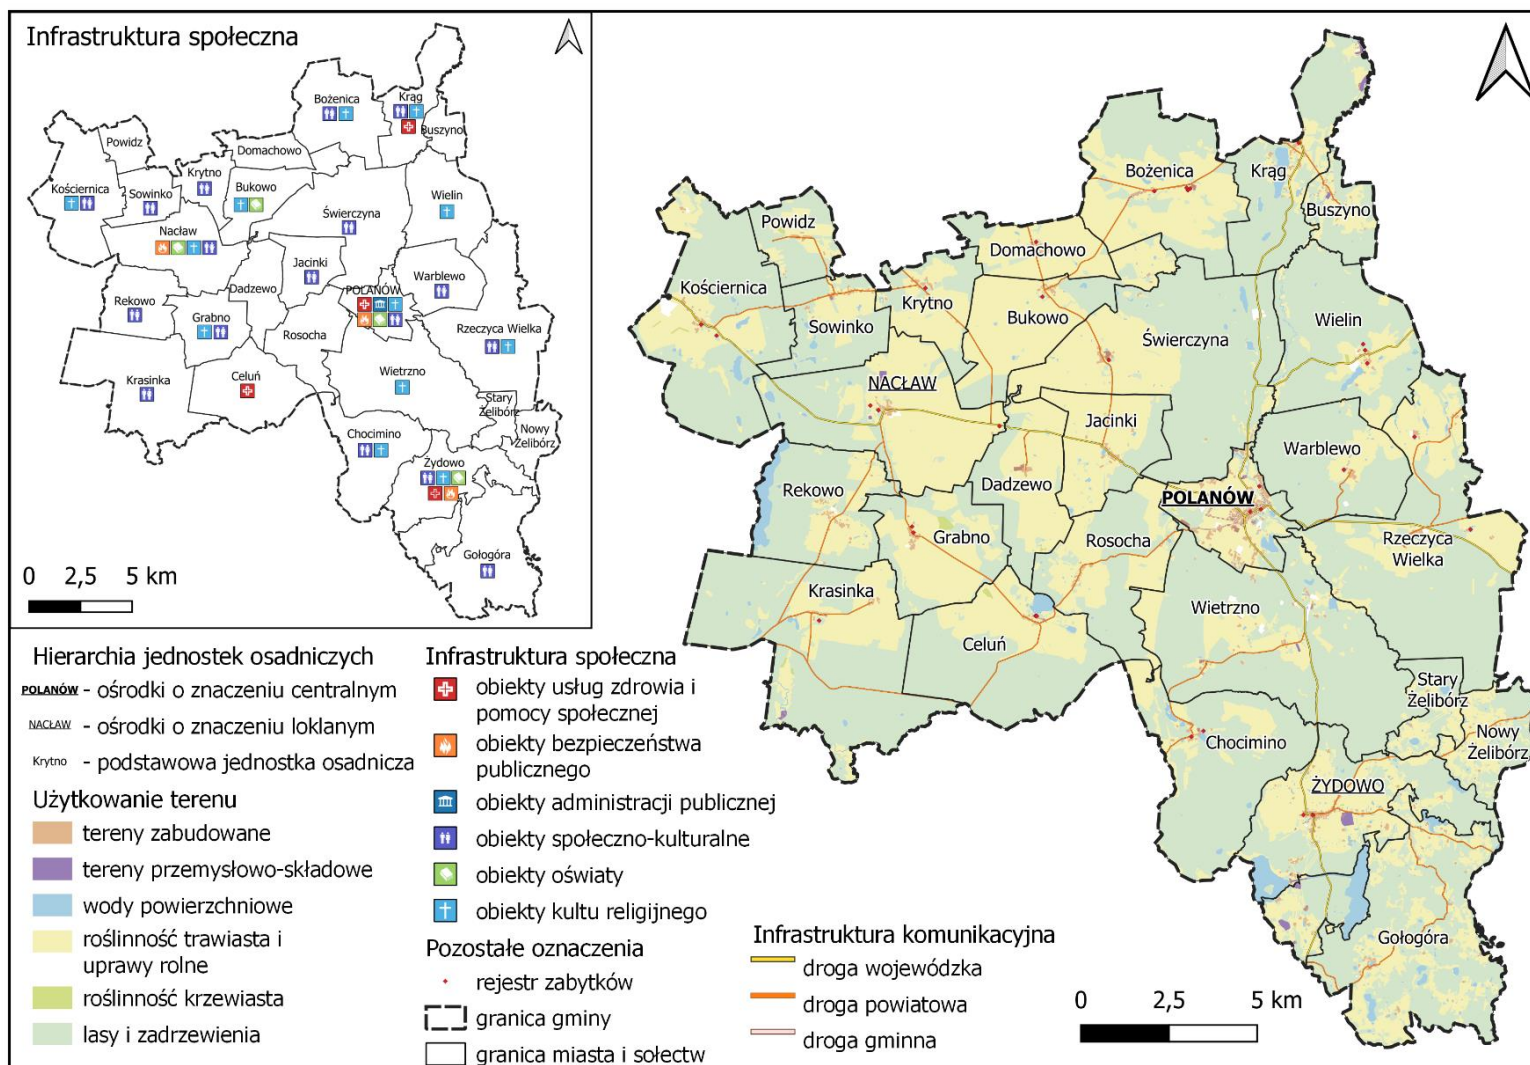 Infrastruktura społeczna
Bożenica
Krąg
Buszyno
Powidz
Domachowo
Kościernica
Sowinko
Krytno
Bukowo
Wielin
Świerczyna
Nacław
Jacinki
Warblewo
Dadzewo
POLANÓW
Rekowo
Grabno
Rosocha
Rzeczyca Wielka
Krasinka
Celuń
Wietrzno
Stary
Żelibórz
Nowy
Żelibórz
Chocimino
Żydowo
Gołogóra
0 2,5 5 km
Bożenica
Krąg
Buszyno
Powidz
Domachowo
Kościernica
Krytno
Sowinko
Bukowo
Świerczyna
Wielin
NACŁAW
Jacinki
Warblewo
Rekowo
Dadzewo
POLANÓW
Grabno
Rosocha
Rzeczyca
Wielka
Krasinka
Wietrzno
Celuń
Stary
Żelibórz
Nowy
Żelibórz
Chocimino
ŻYDOWO
Gołogóra
0 2,5 5 km
Hierarchia jednostek osadniczych
POLANÓW - ośrodki o znaczeniu centralnym
NACŁAW - ośrodki o znaczeniu loklanym
Krytno - podstawowa jednostka osadnicza
Użytkowanie terenu
tereny zabudowane
tereny przemysłowo-składowe
wody powierzchniowe
roślinność trawiasta i
uprawy rolne
roślinność krzewiasta
lasy i zadrzewienia
Infrastruktura społeczna
obiekty usług zdrowia i
pomocy społecznej
obiekty bezpieczeństwa
publicznego
obiekty administracji publicznej
obiekty społeczno-kulturalne
obiekty oświaty
obiekty kultu religijnego
Pozostałe oznaczenia
rejestr zabytków
granica gminy
granica miasta i sołectw
Infrastruktura komunikacyjna
droga wojewódzka
droga powiatowa
droga gminna